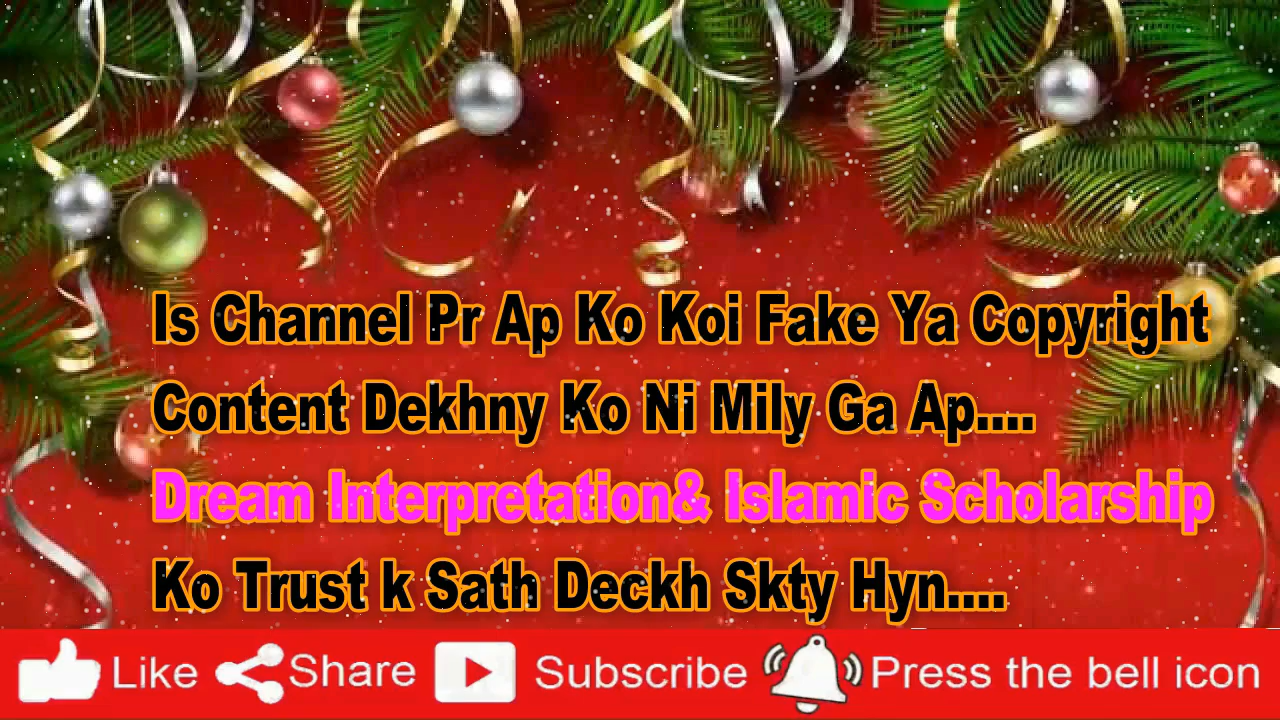 Is Channel Pr Ap Ko Koi Fake Ya Copyright
Content Dekhny Ko Ni Mily Ga Ap....
Dream Interpretation& Islamic Scholarship
Ko Trust k Sath Deckh Skty Hyn....
Like Share Subscribe Press the bell icon